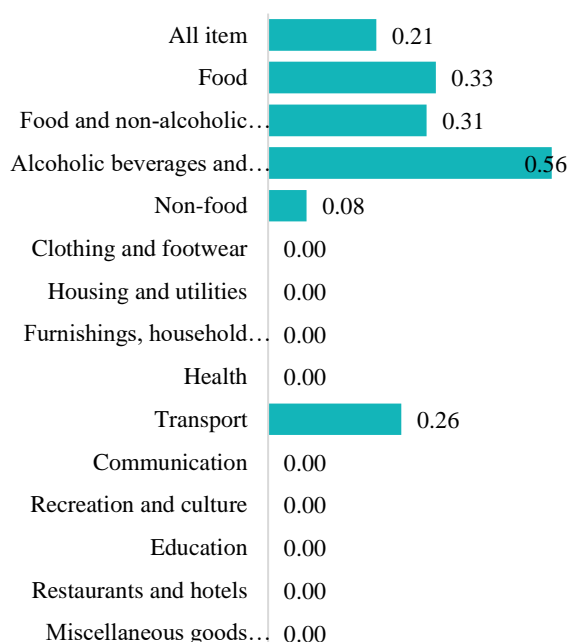 All item 0.21
Food 0.33
Food and non-alcoholic… 0.31
Alcoholic beverages and… 0.56
Non-food 0.08
Clothing and footwear 0.00
Housing and utilities 0.00
Furnishings, household… 0.00
Health 0.00
Transport 0.26
Communication 0.00
Recreation and culture 0.00
Education 0.00
Restaurants and hotels 0.00
Miscellaneous goods… 0.00